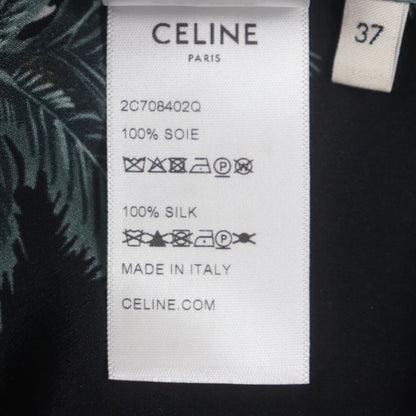 CELINE
PARIS
37
2C708402Q
100% SOIE
P W
100% SILK
P
MADE IN ITALY
CELINE.COM